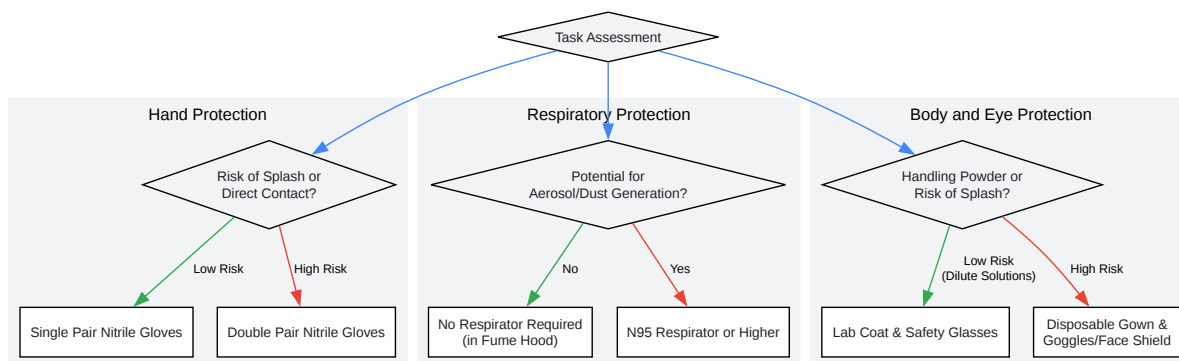 Task Assessment
Hand Protection
Respiratory Protection
Body and Eye Protection
Risk of Splash or
Direct Contact?
Potential for
Aerosol/Dust Generation?
Handling Powder or
Risk of Splash?
Low Risk
High Risk
No
Yes
Low Risk
(Dilute Solutions)
High Risk
Single Pair Nitrile Gloves
Double Pair Nitrile Gloves
No Respirator Required
(in Fume Hood)
N95 Respirator or Higher
Lab Coat & Safety Glasses
Disposable Gown &
Goggles/Face Shield